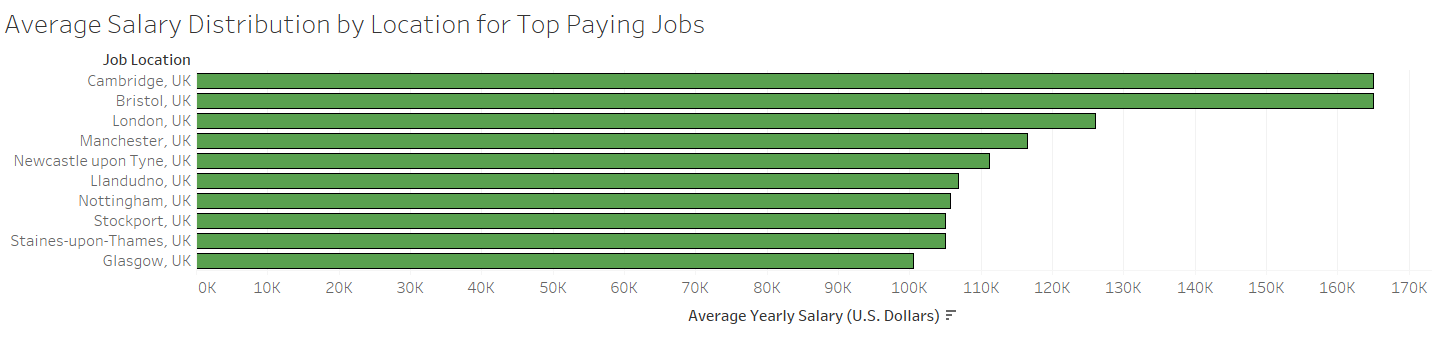 Average Salary Distribution by Location for Top Paying Jobs
Job Location
Cambridge, UK
Bristol, UK
London, UK
Manchester, UK
Newcastle upon Tyne, UK
Llandudno, UK
Nottingham, UK
Stockport, UK
Staines-upon-Thames, UK
Glasgow, UK
0K 10K 20K 30K 40K 50K 60K 70K 80K 90K 100K 110K 120K 130K 140K 150K 160K 170K
Average Yearly Salary (U.S. Dollars)